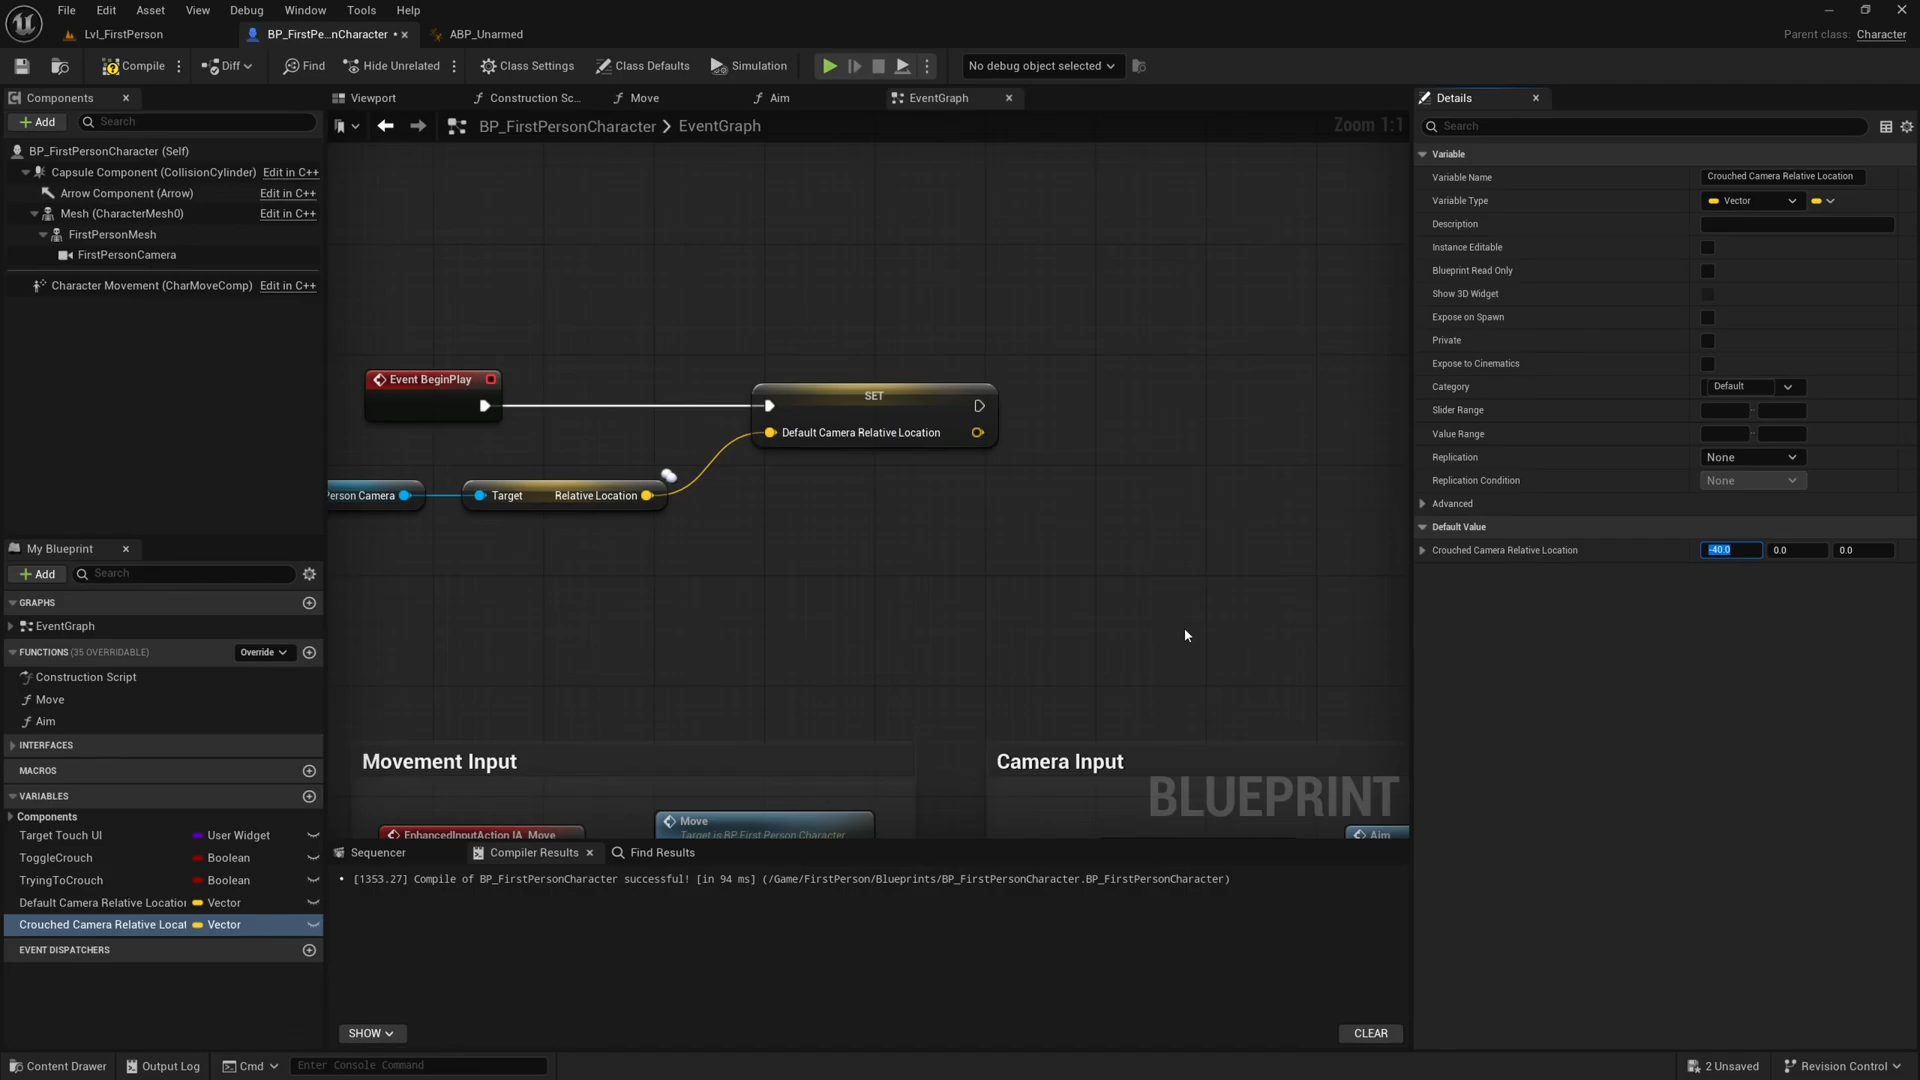 File Edit Asset View Debug Window Tools Help
Lvl_FirstPerson BP_FirstPe...nCharacter • ABP_Unarmed Parent class: Character
Compile Diff Find Hide Unrelated Class Settings Class Defaults Simulation No debug object selected
Components Viewport Construction Sc... Move Aim EventGraph Details
Add Search BP_FirstPersonCharacter EventGraph Zoom 1:1 Search
BP_FirstPersonCharacter (Self)
Capsule Component (CollisionCylinder) Edit in C++
Arrow Component (Arrow) Edit in C++
Mesh (CharacterMesh0) Edit in C++
FirstPersonMesh
FirstPersonCamera
Character Movement (CharMoveComp) Edit in C++
My Blueprint
Add Search
GRAPHS
EventGraph
FUNCTIONS (35 OVERRIDABLE) Override
Construction Script
Move
Aim
INTERFACES
MACROS
VARIABLES
Components
Target Touch UI User Widget
ToggleCrouch Boolean
TryingToCrouch Boolean
Default Camera Relative Location Vector
Crouched Camera Relative Locat Vector
EVENT DISPATCHERS
Event BeginPlay
SET
Default Camera Relative Location
Person Camera Target Relative Location
Movement Input Camera Input
BLUEPRINT
EnhancedInputAction IA_Move
Move
Target is BP First Person Character
Aim
Sequencer Compiler Results Find Results
• [1353.27] Compile of BP_FirstPersonCharacter successful! [in 94 ms] (/Game/FirstPerson/Blueprints/BP_FirstPersonCharacter.BP_FirstPersonCharacter)
SHOW CLEAR
Variable
Variable Name Crouched Camera Relative Location
Variable Type Vector
Description
Instance Editable
Blueprint Read Only
Show 3D Widget
Expose on Spawn
Private
Expose to Cinematics
Category Default
Slider Range
Value Range
Replication None
Replication Condition None
Advanced
Default Value
Crouched Camera Relative Location -40.0 0.0 0.0
Content Drawer Output Log Cmd Enter Console Command 2 Unsaved Revision Control